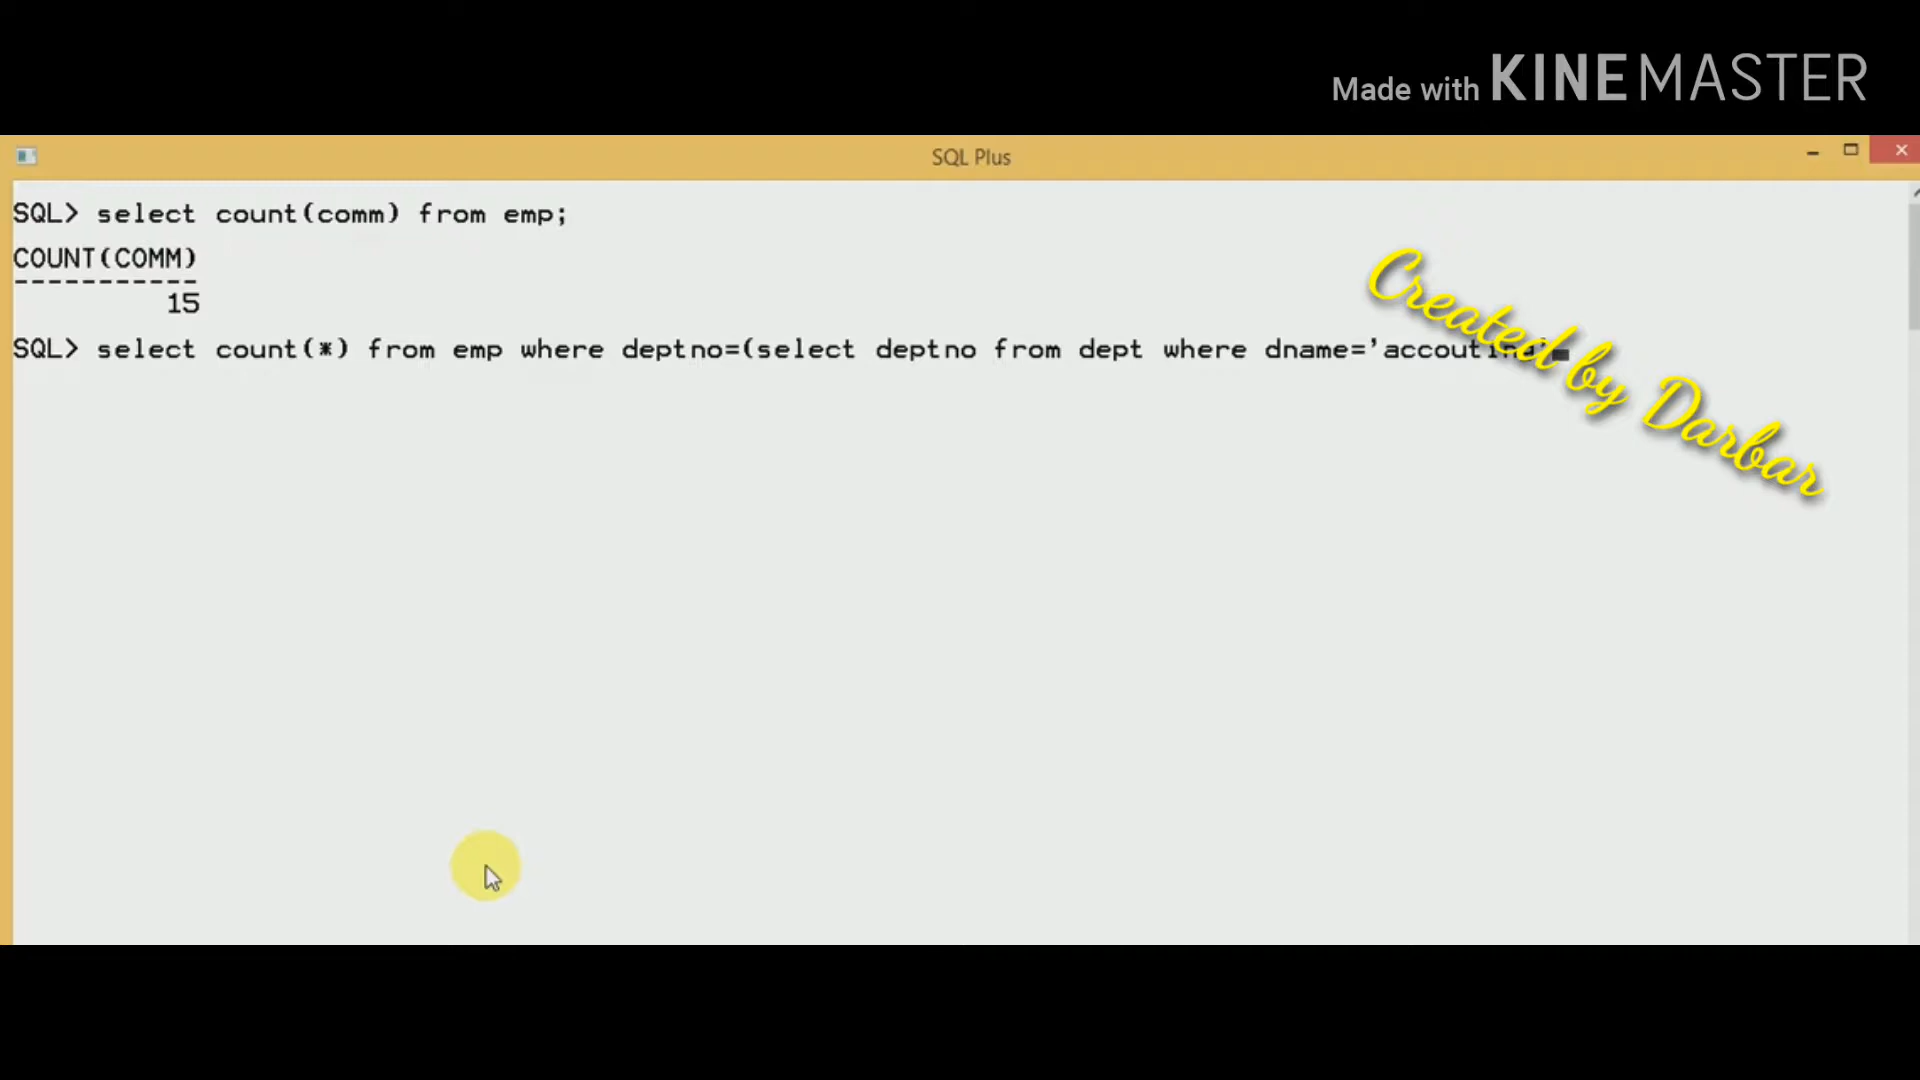 Made with KINEMASTER
SQL Plus
SQL> select count(comm) from emp;
COUNT(COMM)
-----------
15
SQL> select count(*) from emp where deptno=(select deptno from dept where dname='accouting
Created by Darbar